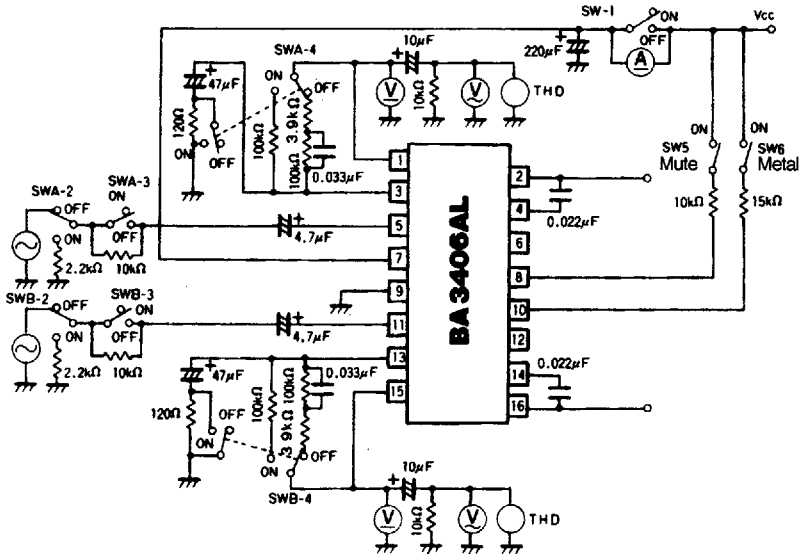 SW-1
ON
OFF
Vcc
220µF
A
SWA-4
ON
OFF
47µF
120Ω
ON
OFF
100kΩ
3.9kΩ
100kΩ
0.033µF
10µF
V
10kΩ
V
THD
ON
SW5
Mute
10kΩ
ON
SW6
Metal
15kΩ
SWA-2
OFF
ON
2.2kΩ
SWA-3
ON
OFF
10kΩ
4.7µF
SWB-2
OFF
ON
2.2kΩ
SWB-3
ON
OFF
10kΩ
4.7µF
BA3406AL
1
3
5
7
9
11
13
15
2
4
6
8
10
12
14
16
0.022µF
0.022µF
47µF
120Ω
OFF
ON
100kΩ
100kΩ
3.9kΩ
0.033µF
ON
OFF
SWB-4
10µF
V
10kΩ
V
THD